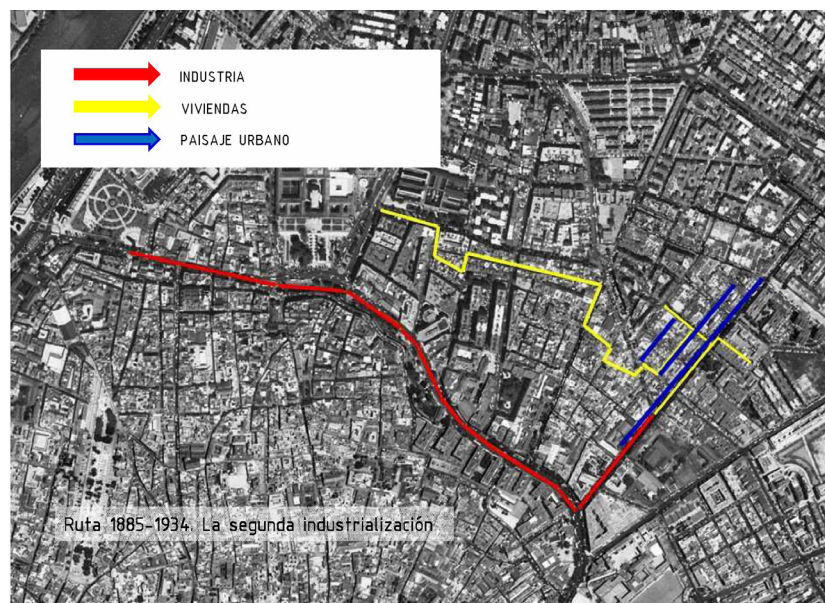 INDUSTRIA
VIVIENDAS
PAISAJE URBANO
Ruta 1885-1934. La segunda industrialización